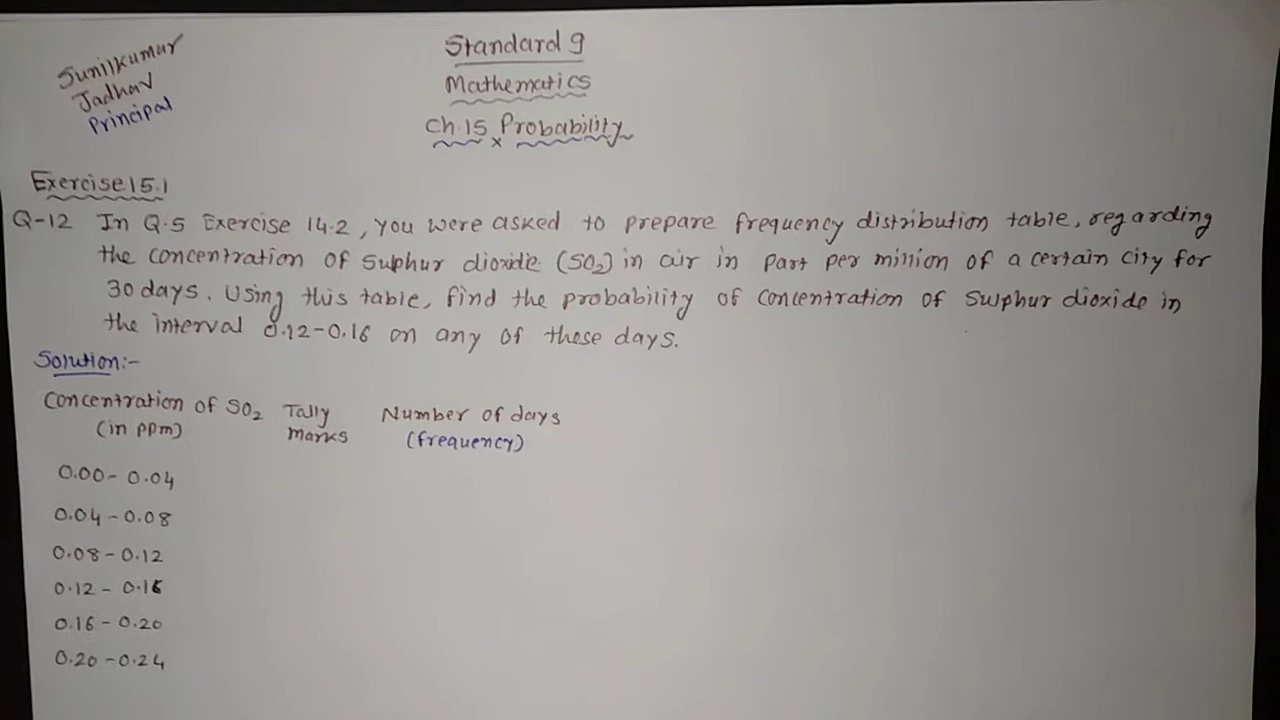 Sunilkumar
Jadhav
Principal
Standard 9
Mathematics
Ch.15 x Probability
Exercise 15.1
Q-12 In Q.5 Exercise 14.2, you were asked to prepare frequency distribution table, regarding
the concentration of Suphur dioxide (SO₂) in air in part per million of a certain city for
30 days. Using this table, find the probability of concentration of sulphur dioxide in
the interval 0.12-0.16 on any of these days.
Solution:-
Concentration of SO₂ Tally Number of days
(in ppm) marks (frequency)
0.00 - 0.04
0.04 - 0.08
0.08 - 0.12
0.12 - 0.16
0.16 - 0.20
0.20 - 0.24